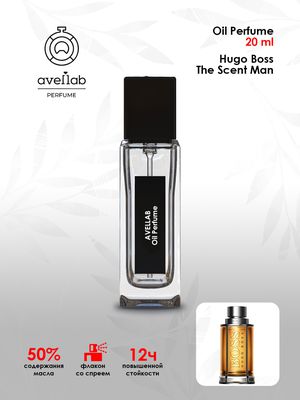 avellab
PERFUME
Oil Perfume
20 ml
Hugo Boss
The Scent Man
AVELLAB
Oil Perfume
BOSS
50%
содержания
масла
флакон
со спреем
12ч
повышенной
стойкости